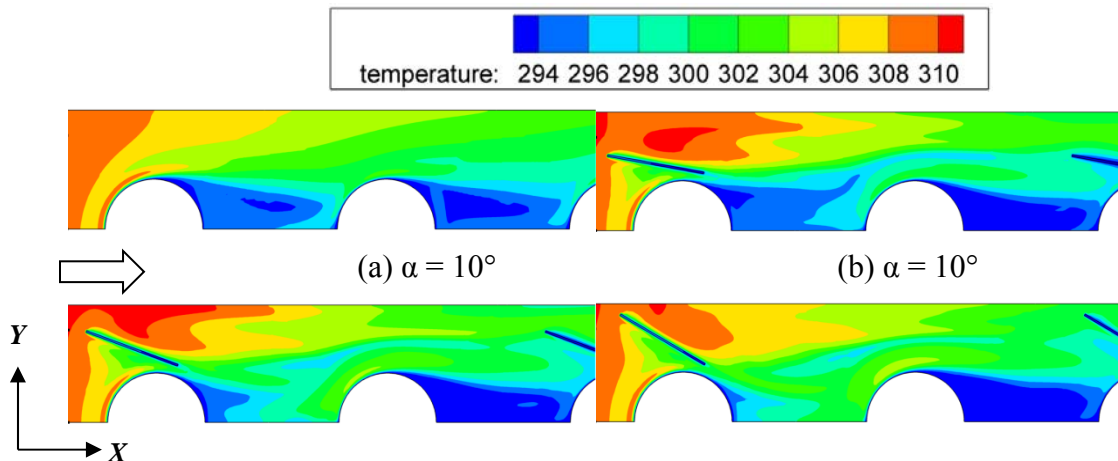 temperature: 294 296 298 300 302 304 306 308 310
(a) α = 10° (b) α = 10°
Y
X